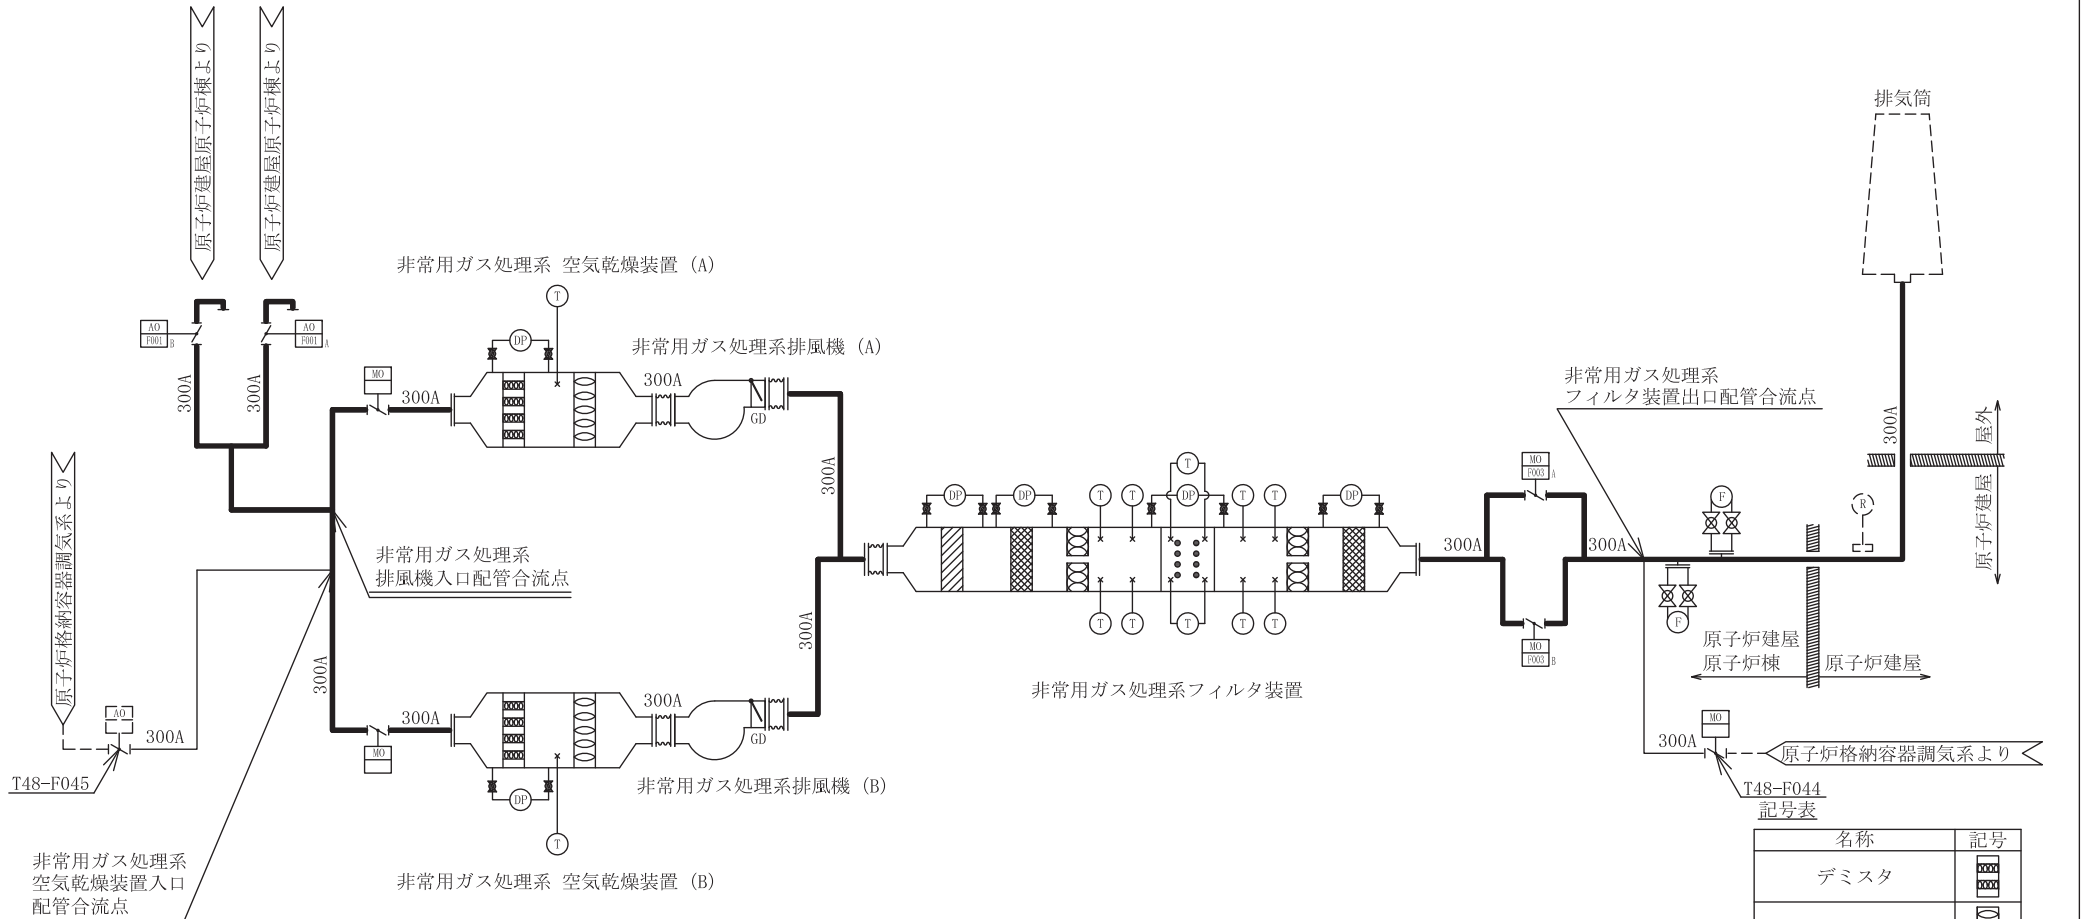 原子炉建屋原子炉棟より
原子炉建屋原子炉棟より
排気筒
非常用ガス処理系 空気乾燥装置 (A)
T
AO
F001
B
AO
F001
A
DP
非常用ガス処理系排風機 (A)
300A
300A
MO
300A
300A
GD
非常用ガス処理系
フィルタ装置出口配管合流点
300A
屋外
原子炉建屋
原子炉格納容器調気系より
300A
MO
F003
A
T
DP
DP
T
T
DP
T
T
DP
F
R
非常用ガス処理系
排風機入口配管合流点
300A
300A
300A
300A
T
T
T
T
T
F
MO
F003
B
原子炉建屋
原子炉棟
原子炉建屋
非常用ガス処理系フィルタ装置
AO
300A
300A
300A
MO
GD
MO
300A
原子炉格納容器調気系より
T48-F045
DP
非常用ガス処理系排風機 (B)
T48-F044
記号表
T
非常用ガス処理系
空気乾燥装置入口
配管合流点
非常用ガス処理系 空気乾燥装置 (B)
名称 記号
デミスタ